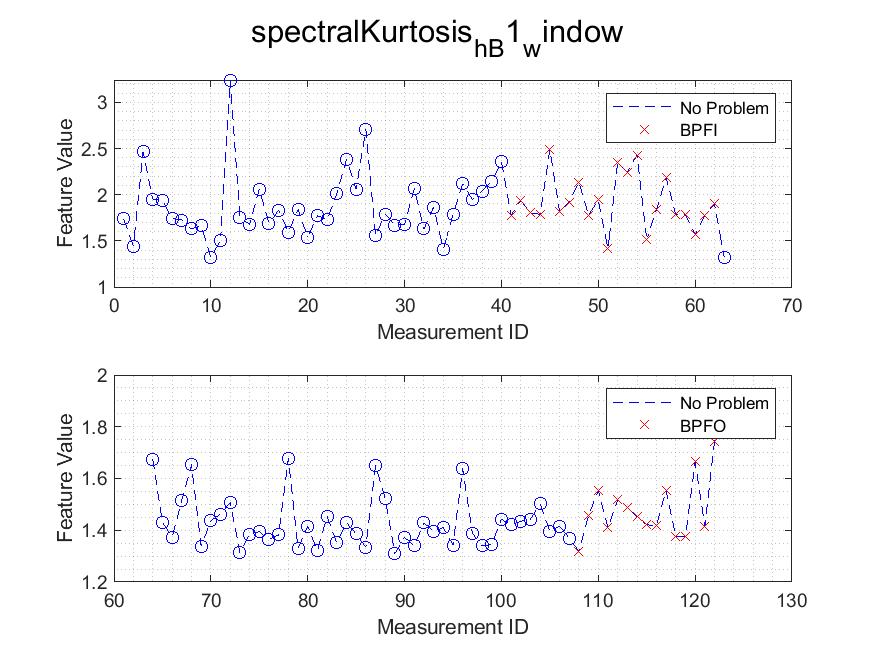 spectralKurtosis_hB1_window
3
2.5
2
1.5
1
Feature Value
No Problem
BPFI
0 10 20 30 40 50 60 70
Measurement ID
2
1.8
1.6
1.4
1.2
Feature Value
No Problem
BPFO
60 70 80 90 100 110 120 130
Measurement ID